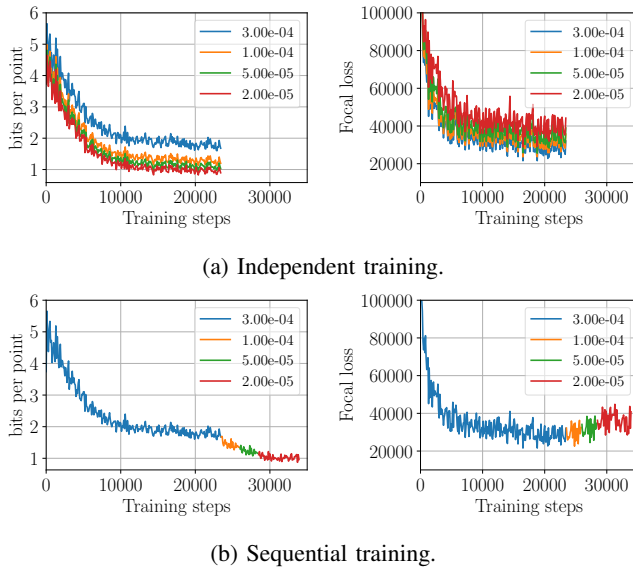 6
5
4
3
2
1
0
10000
20000
30000
bits per point
Training steps
3.00e-04
1.00e-04
5.00e-05
2.00e-05
100000
80000
60000
40000
20000
0
10000
20000
30000
Focal loss
Training steps
3.00e-04
1.00e-04
5.00e-05
2.00e-05
(a) Independent training.
6
5
4
3
2
1
0
10000
20000
30000
bits per point
Training steps
3.00e-04
1.00e-04
5.00e-05
2.00e-05
100000
80000
60000
40000
20000
0
10000
20000
30000
Focal loss
Training steps
3.00e-04
1.00e-04
5.00e-05
2.00e-05
(b) Sequential training.